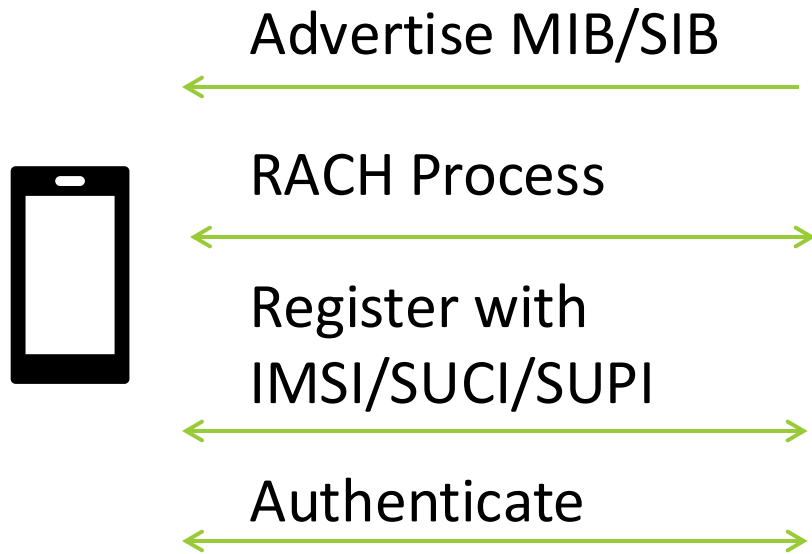 Advertise MIB/SIB
RACH Process
Register with
IMSI/SUCI/SUPI
Authenticate